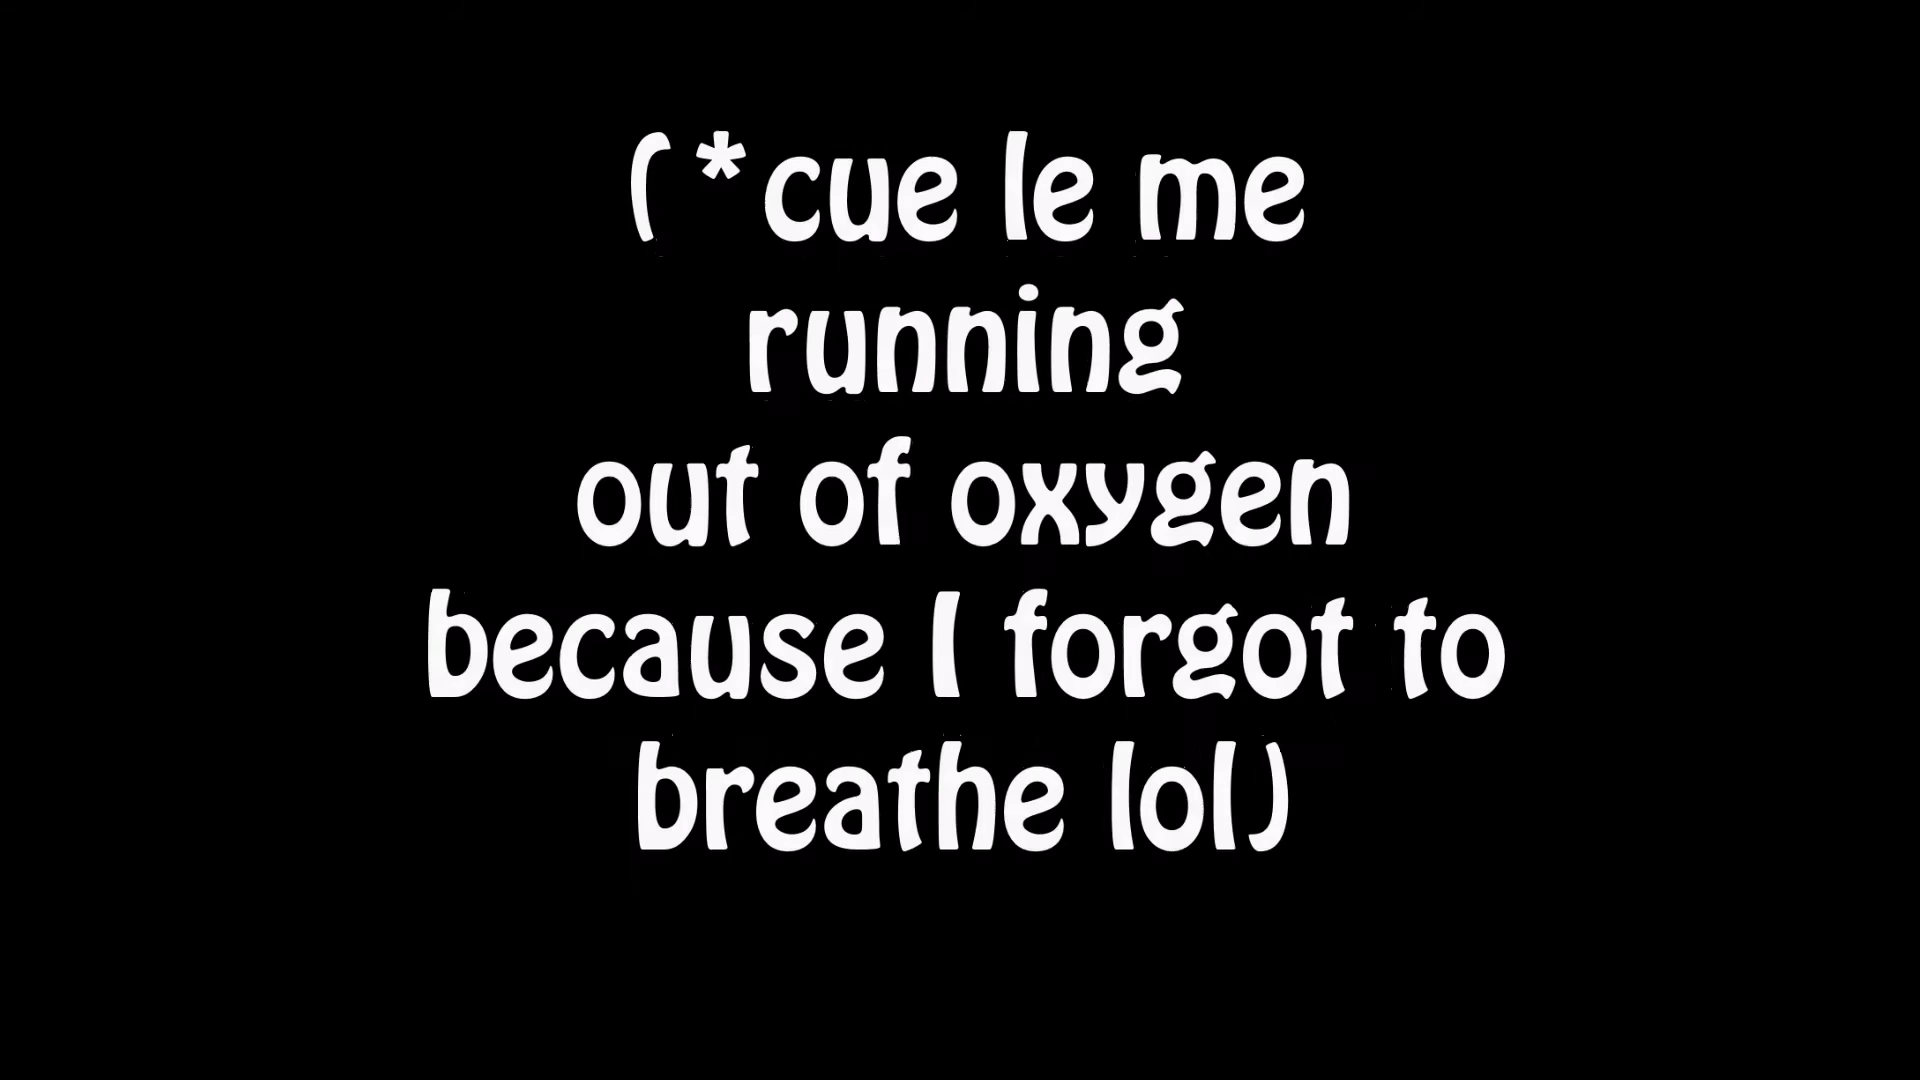 (*cue le me
running
out of oxygen
because I forgot to
breathe lol)